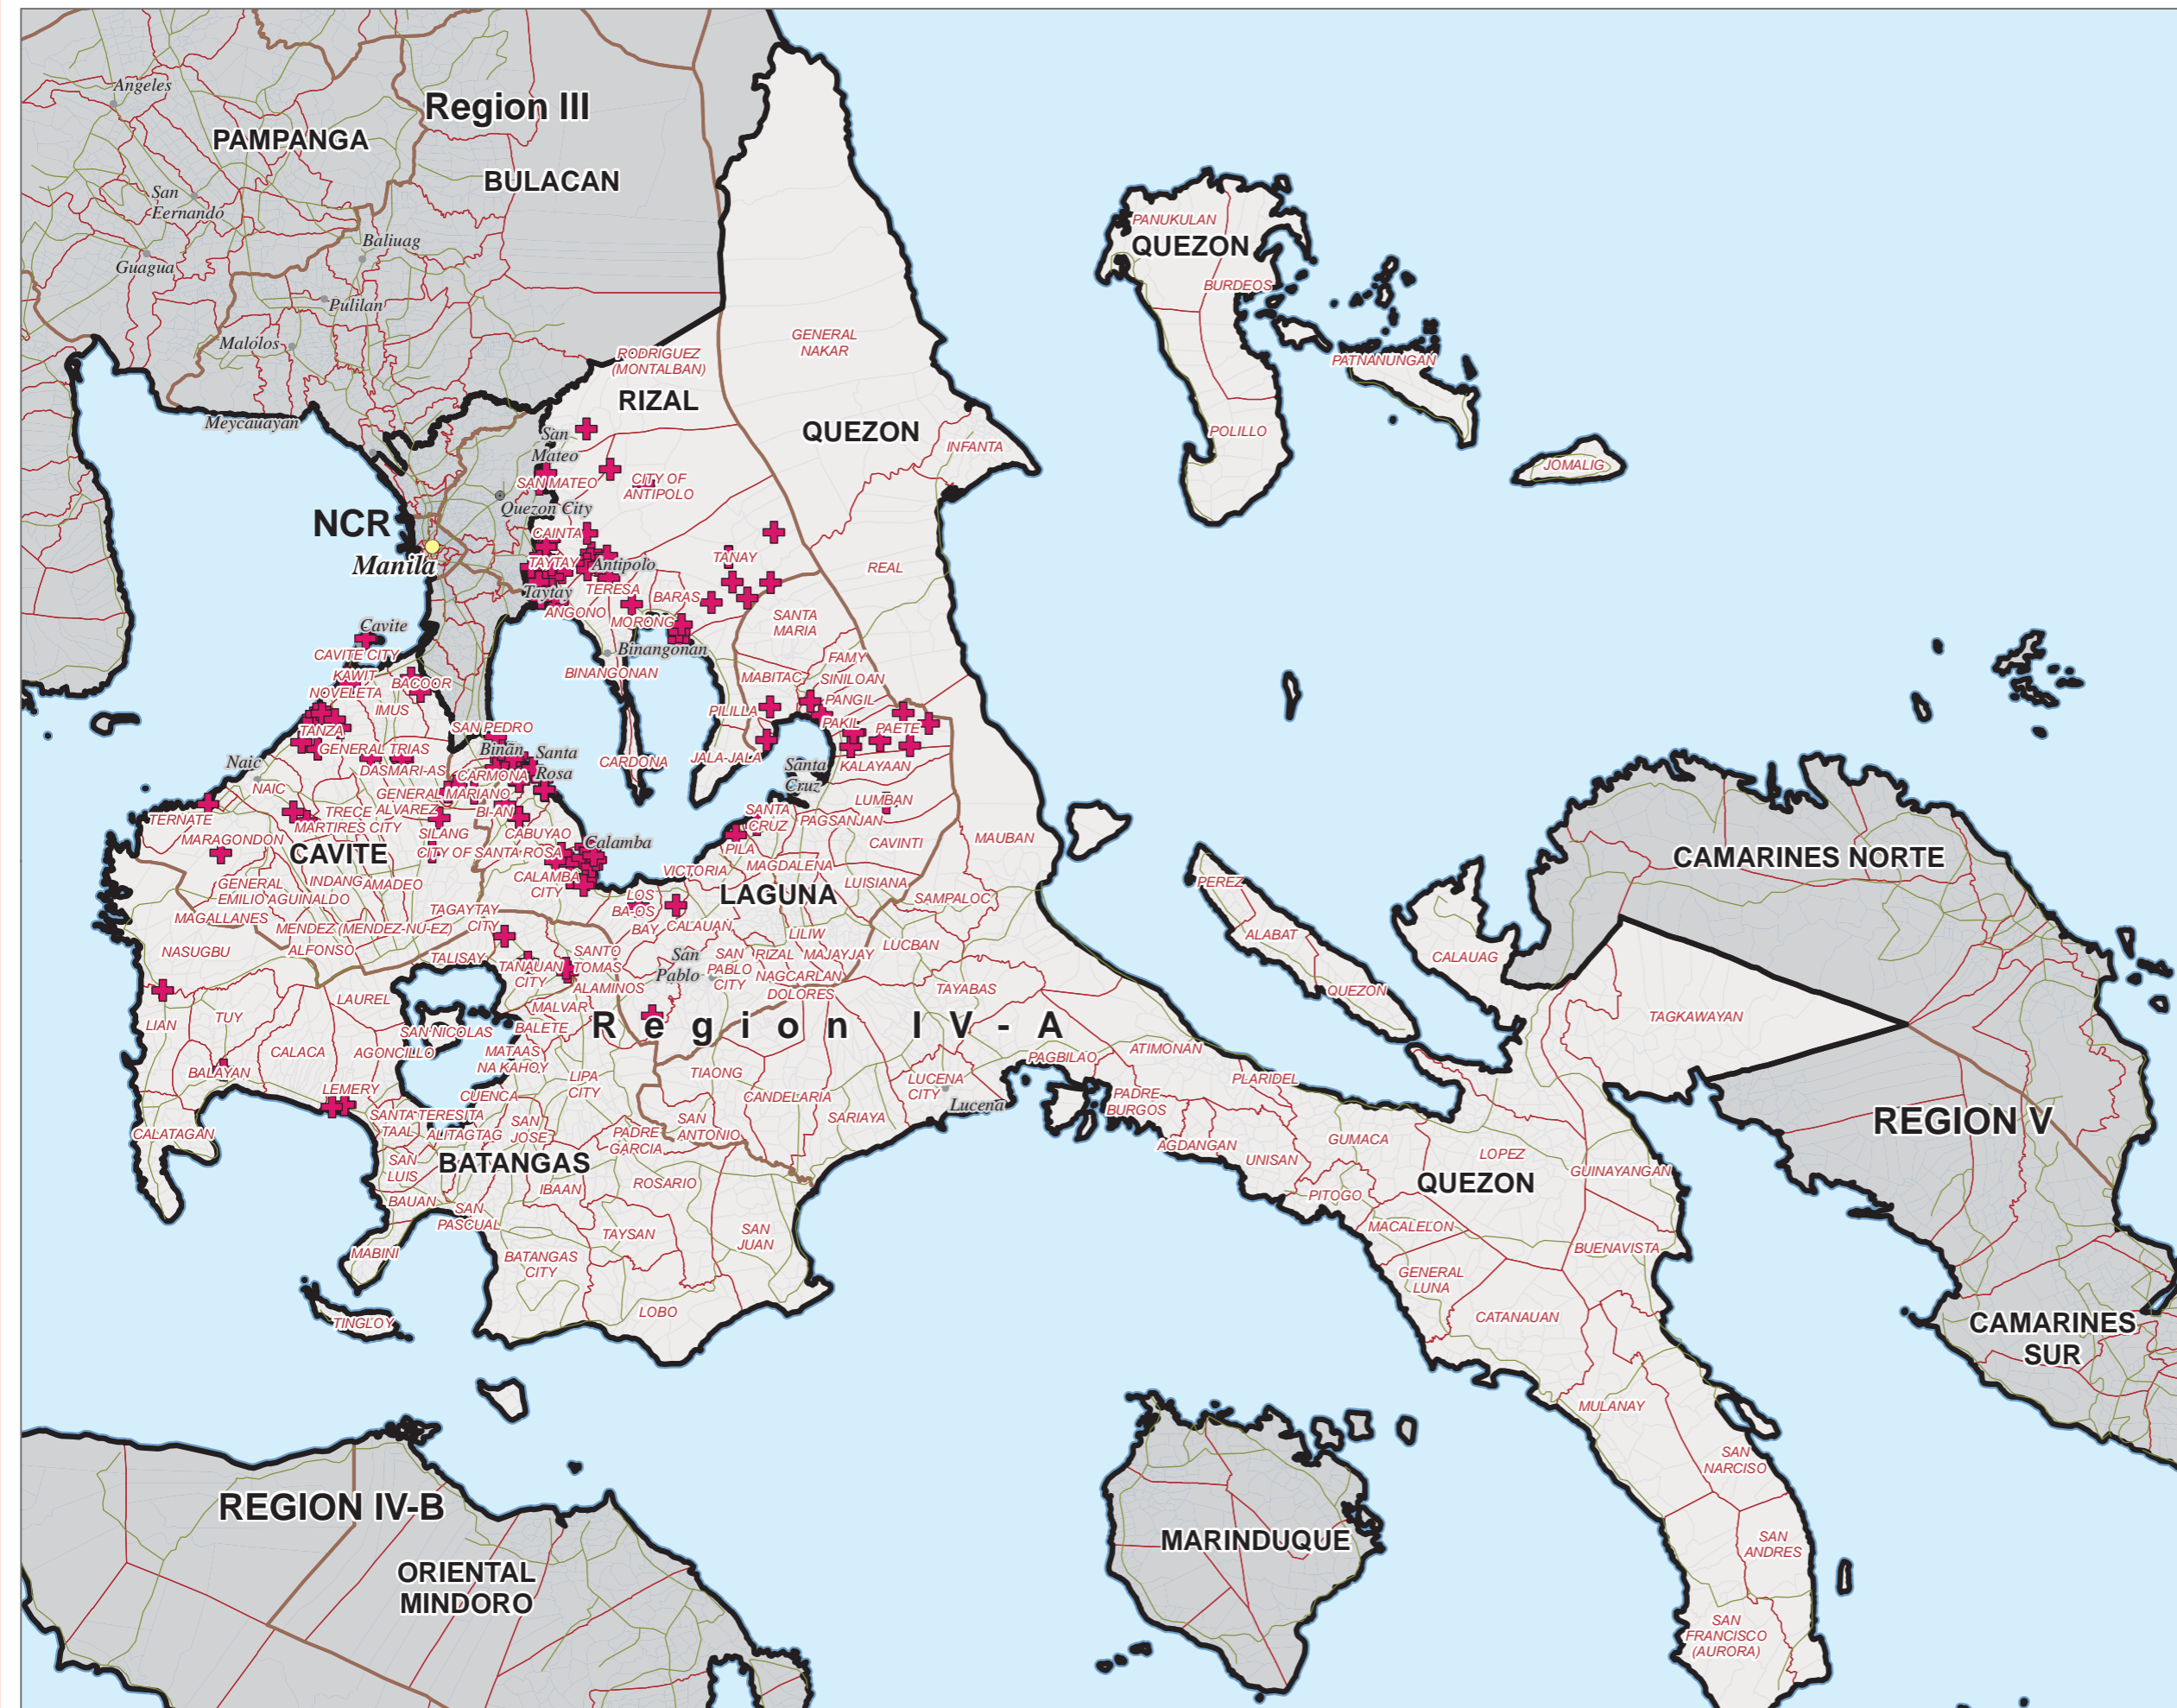 Angeles
Region III
PAMPANGA
BULACAN
San
Eernando
Baliuag
Guagua
Pulilan
Malolos
Meycauayan
PANUKULAN
QUEZON
BURDEOS
PATNANUNGAN
POLILLO
JOMALIG
GENERAL
NAKAR
RODRIGUEZ
(MONTALBAN)
RIZAL
QUEZON
INFANTA
San
Mateo
SAN MATEO
CITY OF
ANTIPOLO
Quezon City
NCR
Manila
CAINTA
TAYTAY
Antipolo
TANAY
REAL
Taytay
TERESA
BARAS
ANGONO
MORONG
SANTA
MARIA
Cavite
CAVITE CITY
Binangonan
BINANGONAN
FAMY
KAWIT
BACOOR
MABITAC
SINILOAN
NOVELETA
IMUS
PILILLA
PANGIL
PAKIL
PAETE
TANZA
SAN PEDRO
GENERAL TRIAS
Binan
Santa
Rosa
CARDONA
JALA-JALA
Santa
Cruz
KALAYAAN
Naic
NAIC
DASMARI-AS
CARMONA
GENERAL MARIANO
ALVAREZ
TERNATE
TRECE
MARTIRES CITY
BI-AN
SANTA
CRUZ
LUMBAN
PAGSANJAN
MARAGONDON
CAVITE
SILANG
CABUYAO
CITY OF SANTA ROSA
Calamba
PILA
CAVINTI
MAUBAN
MAGDALENA
VICTORIA
CALAMBA
CITY
LAGUNA
LUISIANA
GENERAL
EMILIO AGUINALDO
INDANG
AMADEO
LOS
BA-OS
SAMPALOC
MAGALLANES
MENDEZ (MENDEZ-NU-EZ)
TAGAYTAY
CITY
BAY
CALAUAN
LILIW
LUCBAN
NASUGBU
ALFONSO
TALISAY
SANTO
TOMAS
San
Pablo
SAN
PABLO
CITY
RIZAL
MAJAYJAY
NAGCARLAN
TANAUAN
CITY
ALAMINOS
DOLORES
TAYABAS
LAUREL
MALVAR
LIAN
TUY
SAN NICOLAS
BALETE
Region IV-A
CALACA
AGONCILLO
MATAAS
NA KAHOY
BALAYAN
LIPA
CITY
TIAONG
LUCENA
CITY
Lucena
PAGBILAO
ATIMONAN
LEMERY
CUENCA
CANDELARIA
PADRE
BURGOS
PLARIDEL
SANTA TERESITA
TAAL
ALITAGTAG
SAN
JOSE
SAN
ANTONIO
SARIAYA
CALATAGAN
PADRE
GARCIA
AGDANGAN
GUMACA
UNISAN
LOPEZ
GUINAYANGAN
SAN
LUIS
BATANGAS
IBAAN
ROSARIO
QUEZON
PITOGO
BAUAN
SAN
PASCUAL
MACALELON
TAYSAN
SAN
JUAN
BUENAVISTA
MABINI
BATANGAS
CITY
GENERAL
LUNA
LOBO
CATANAUAN
TINGLOY
PEREZ
ALABAT
QUEZON
CALAUAG
CAMARINES NORTE
TAGKAWAYAN
REGION V
CAMARINES
SUR
MULANAY
SAN
NARCISO
SAN
ANDRES
SAN
FRANCISCO
(AURORA)
REGION IV-B
ORIENTAL
MINDORO
MARINDUQUE